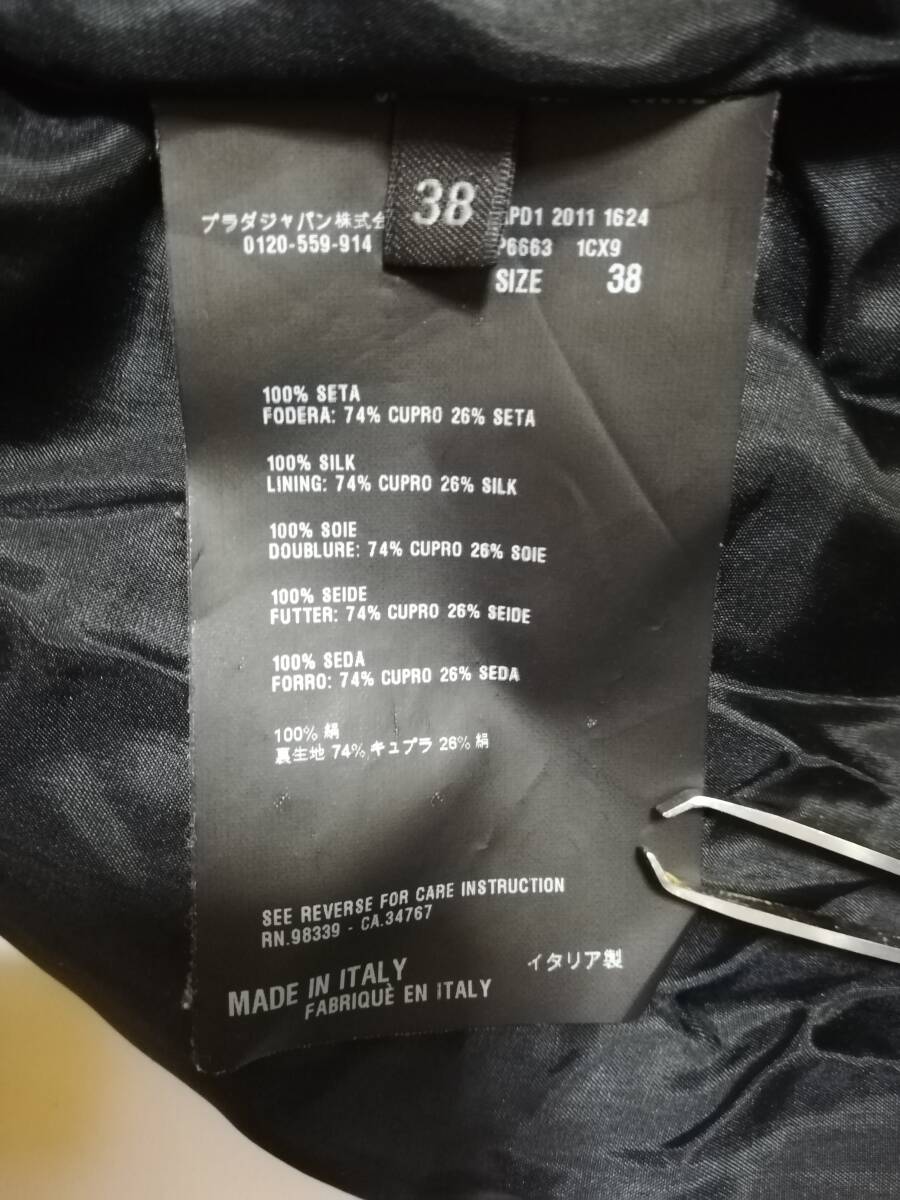 38
プラダジャパン株式会
0120-559-914
PD1 2011 1624
P6663 1CX9
SIZE 38
100% SETA
FODERA: 74% CUPRO 26% SETA
100% SILK
LINING: 74% CUPRO 26% SILK
100% SOIE
DOUBLURE: 74% CUPRO 26% SOIE
100% SEIDE
FUTTER: 74% CUPRO 26% SEIDE
100% SEDA
FORRO: 74% CUPRO 26% SEDA
100% 絹
裏生地 74% キュプラ 26% 絹
SEE REVERSE FOR CARE INSTRUCTION
RN.98339 - CA.34767
イタリア製
MADE IN ITALY
FABRIQUÈ EN ITALY